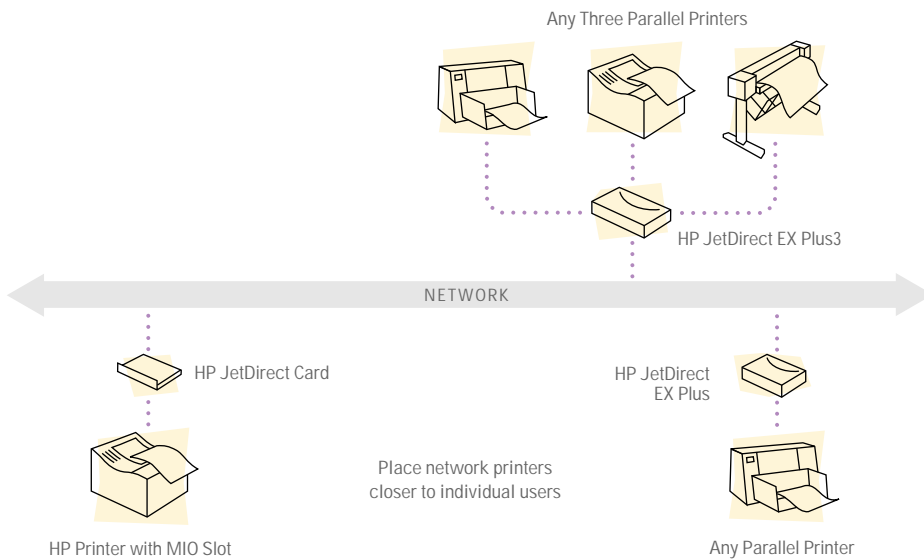 Any Three Parallel Printers
HP JetDirect EX Plus3
NETWORK
HP JetDirect Card
HP JetDirect
EX Plus
Place network printers
closer to individual users
HP Printer with MIO Slot
Any Parallel Printer